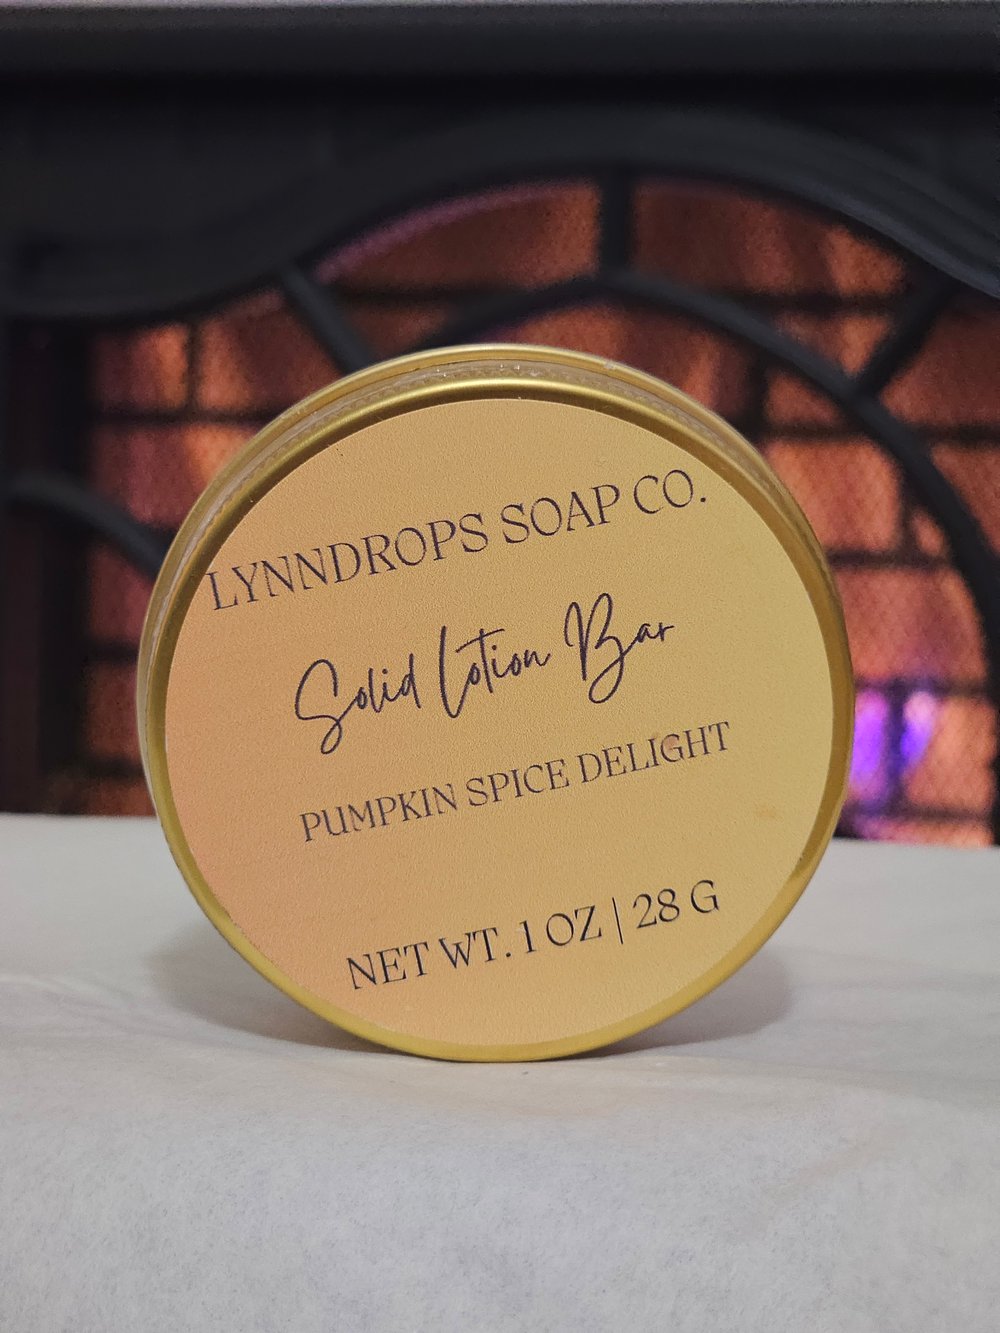 LYNNDROPS SOAP CO.
Solid Lotion Bar
PUMPKIN SPICE DELIGHT
NET WT. 1 OZ | 28 G